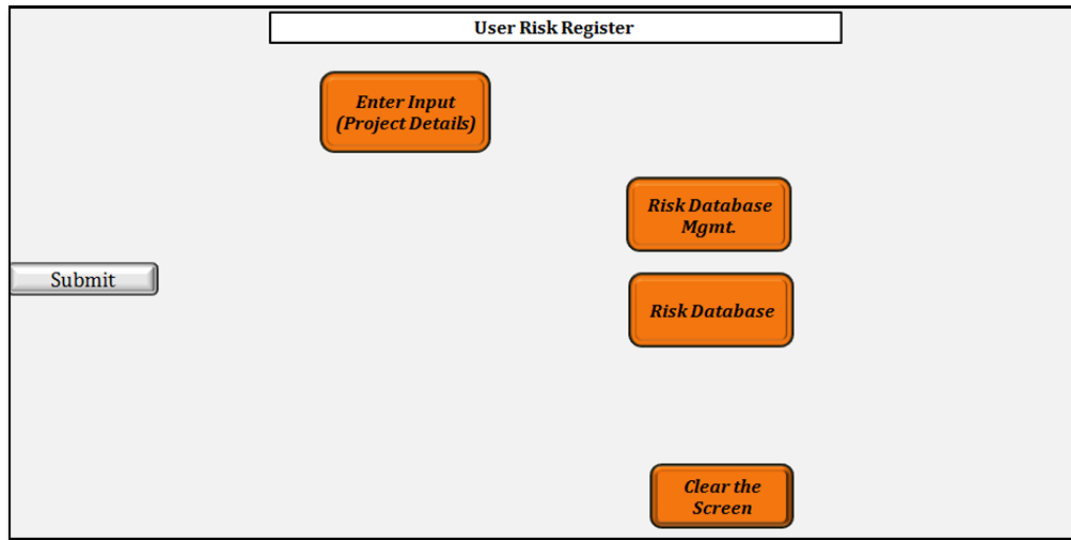 User Risk Register
Enter Input
(Project Details)
Risk Database
Mgmt.
Submit
Risk Database
Clear the
Screen